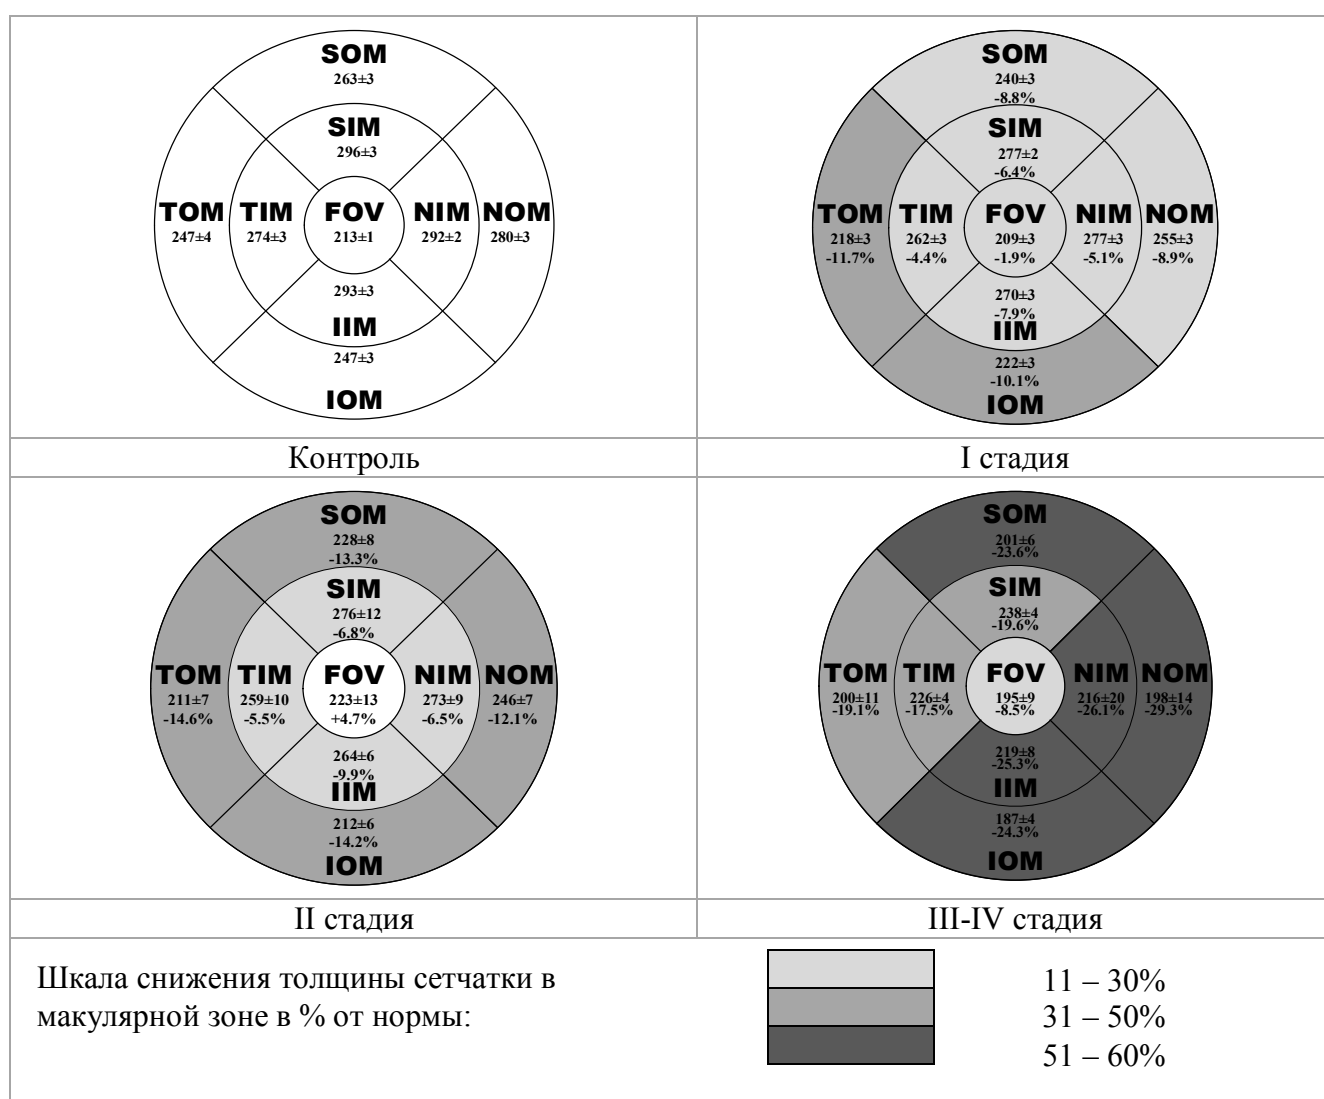 SOM
263±3
SIM
296±3
TOM TIM FOV NIM NOM
247±4 274±3 213±1 292±2 280±3
293±3
IIM
247±3
IOM
Контроль
SOM
240±3
-8.8%
SIM
277±2
-6.4%
TOM TIM FOV NIM NOM
218±3 262±3 209±3 277±3 255±3
-11.7% -4.4% -1.9% -5.1% -8.9%
270±3
-7.9%
IIM
222±3
-10.1%
IOM
I стадия
SOM
228±8
-13.3%
SIM
276±12
-6.8%
TOM TIM FOV NIM NOM
211±7 259±10 223±13 273±9 246±7
-14.6% -5.5% +4.7% -6.5% -12.1%
264±6
-9.9%
IIM
212±6
-14.2%
IOM
II стадия
SOM
201±6
-23.6%
SIM
238±4
-19.6%
TOM TIM FOV NIM NOM
200±11 226±4 195±9 216±20 198±14
-19.1% -17.5% -8.5% -26.1% -29.3%
219±8
-25.3%
IIM
187±4
-24.3%
IOM
III-IV стадия
Шкала снижения толщины сетчатки в
макулярной зоне в % от нормы:
11 – 30%
31 – 50%
51 – 60%